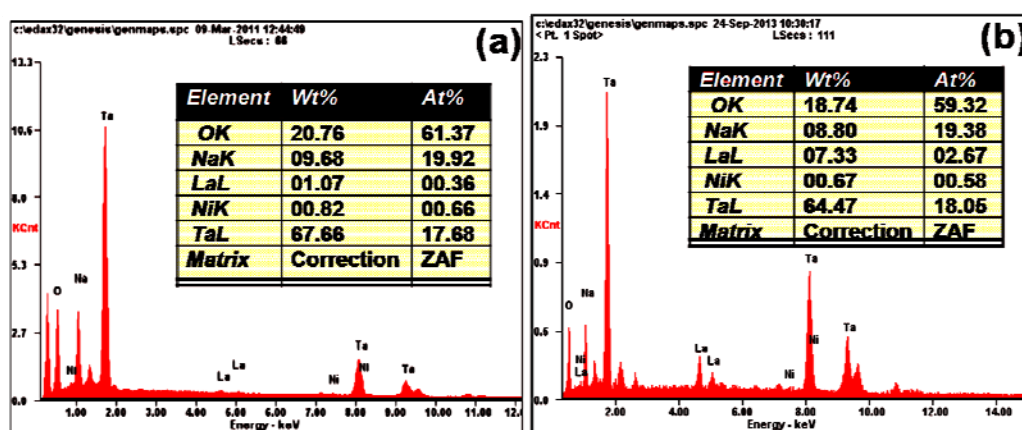 c:\edax32\genesis\genmaps.spc 09-Mar-2011 12:44:49
LSecs : 66
(a)
13.3
10.6
8.0
KCnt
5.3
2.7
0.0
Ta
Element Wt% At%
OK 20.76 61.37
NaK 09.68 19.92
LaL 01.07 00.36
NiK 00.82 00.66
TaL 67.66 17.68
Matrix Correction ZAF
O
Na
Ni
La
La
Ni
Ta
Ni
Ta
1.00 2.00 3.00 4.00 5.00 6.00 7.00 8.00 9.00 10.00 11.00 12.0
Energy - keV
c:\edax32\genesis\genmaps.spc 24-Sep-2013 10:30:17
< Pt. 1 Spot>
LSecs : 111
(b)
2.3
1.9
1.4
KCnt
0.9
0.5
0.0
Ta
Element Wt% At%
OK 18.74 59.32
NaK 08.80 19.38
LaL 07.33 02.67
NiK 00.67 00.58
TaL 64.47 18.05
Matrix Correction ZAF
O
Na
Ni
La
La
La
Ni
Ta
Ni
Ta
2.00 4.00 6.00 8.00 10.00 12.00 14.00
Energy - keV